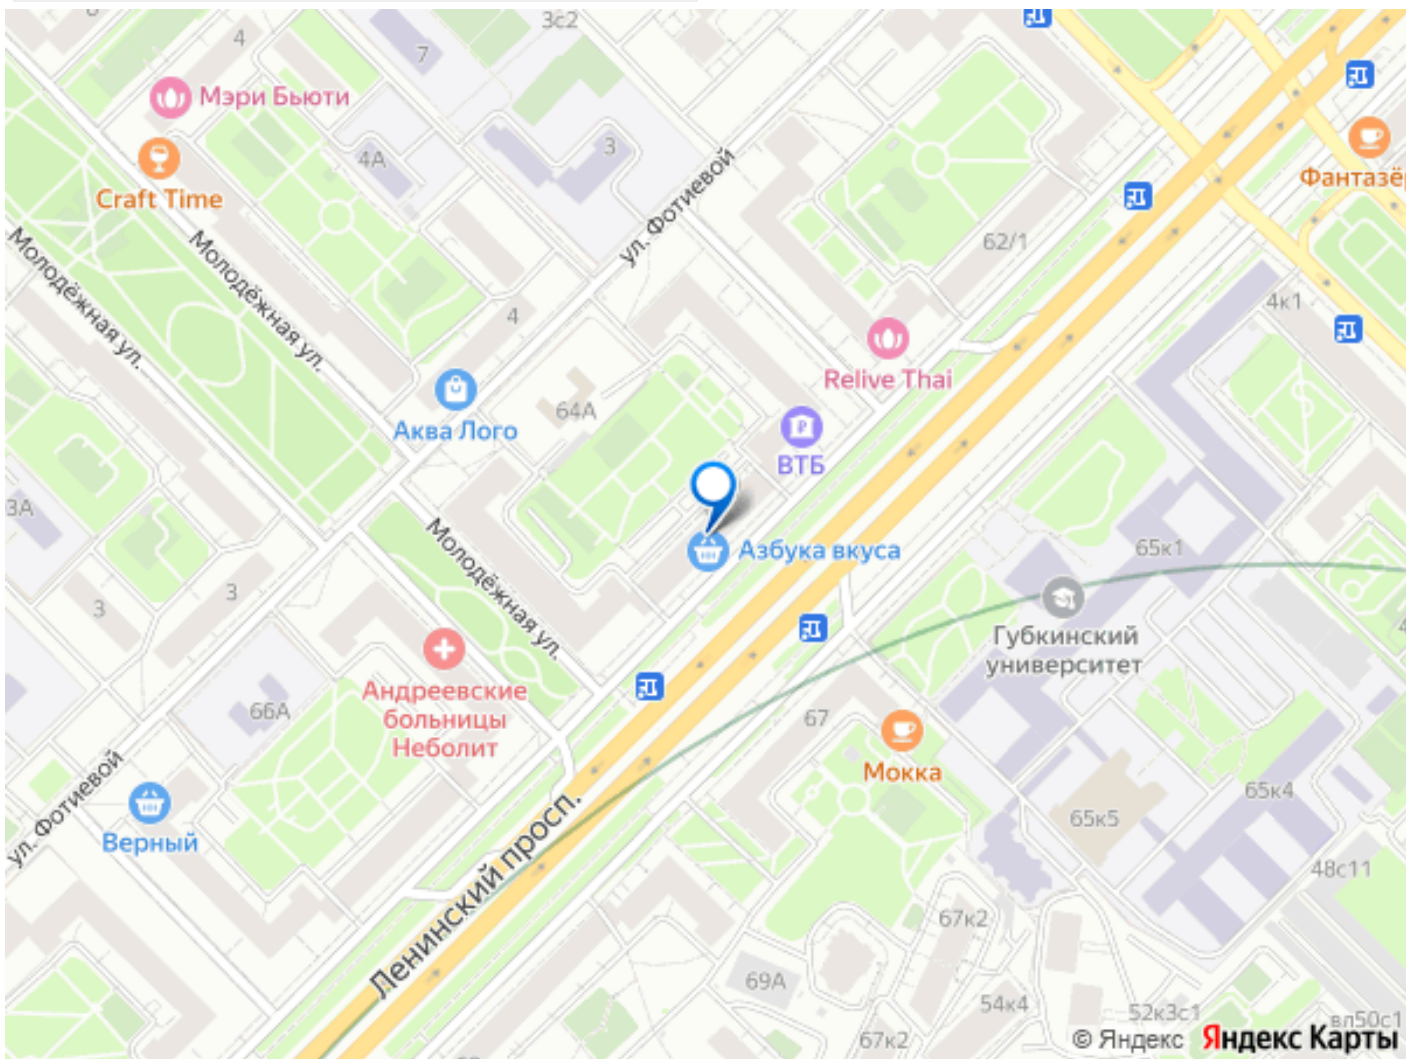 3с2
4
7
Мэри Бьюти
4А
3
Craft Time
ул. Фотиевой
Молодёжная ул.
Молодёжная ул.
62/1
4к1
Фантазёр
4
Relive Thai
Аква Лого
64А
ВТБ
3А
Азбука вкуса
65к1
Молодёжная ул.
3
3
Губкинский
университет
Андреевские
больницы
Неболит
66А
67
Мокка
ул. Фотиевой
Верный
Ленинский просп.
65к4
65к5
48с11
67к2
69А
54к4
52к3с1
вл50с1
67к2
© Яндекс Яндекс Карты